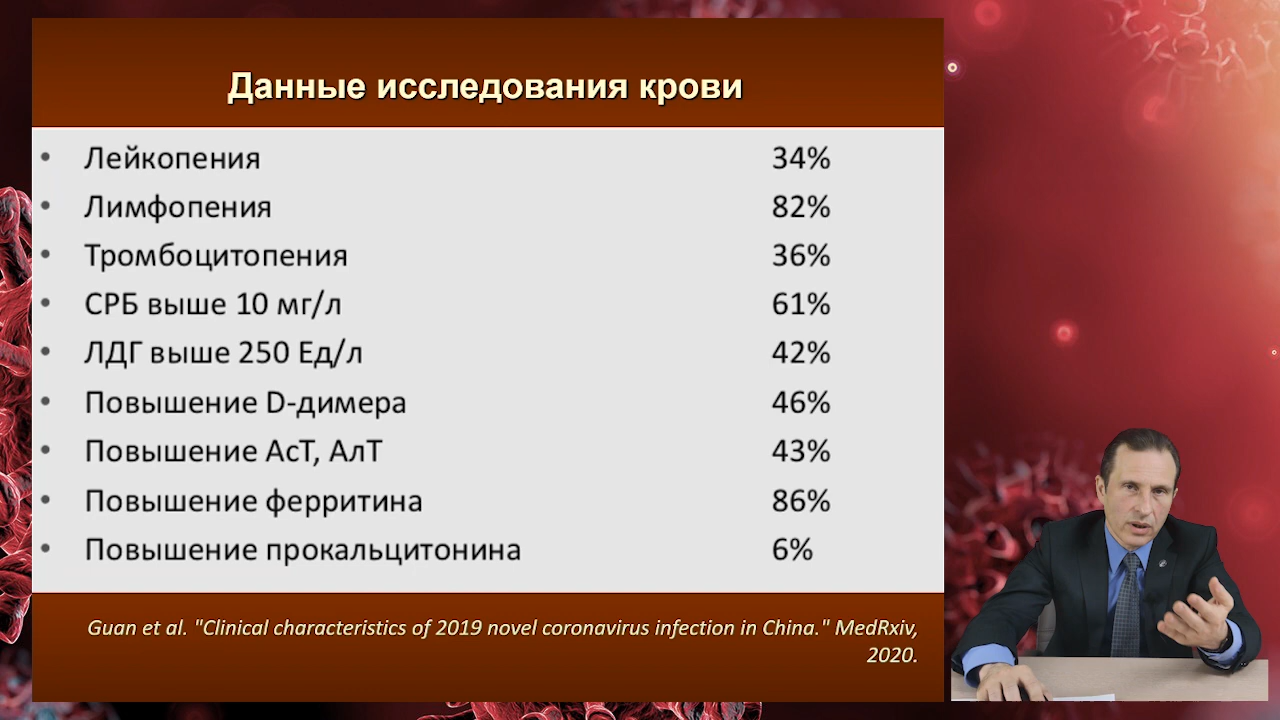 Данные исследования крови
• Лейкопения 34%
• Лимфопения 82%
• Тромбоцитопения 36%
• СРБ выше 10 мг/л 61%
• ЛДГ выше 250 Ед/л 42%
• Повышение D-димера 46%
• Повышение АсТ, АлТ 43%
• Повышение ферритина 86%
• Повышение прокальцитонина 6%
Guan et al. "Clinical characteristics of 2019 novel coronavirus infection in China." MedRxiv,
2020.